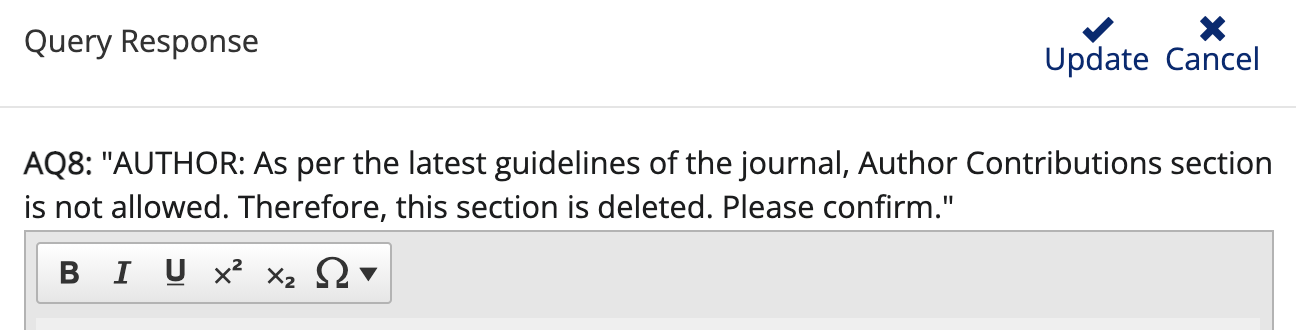 Query Response
Update Cancel
AQ8: "AUTHOR: As per the latest guidelines of the journal, Author Contributions section
is not allowed. Therefore, this section is deleted. Please confirm."
B I U x² x₂ Ω